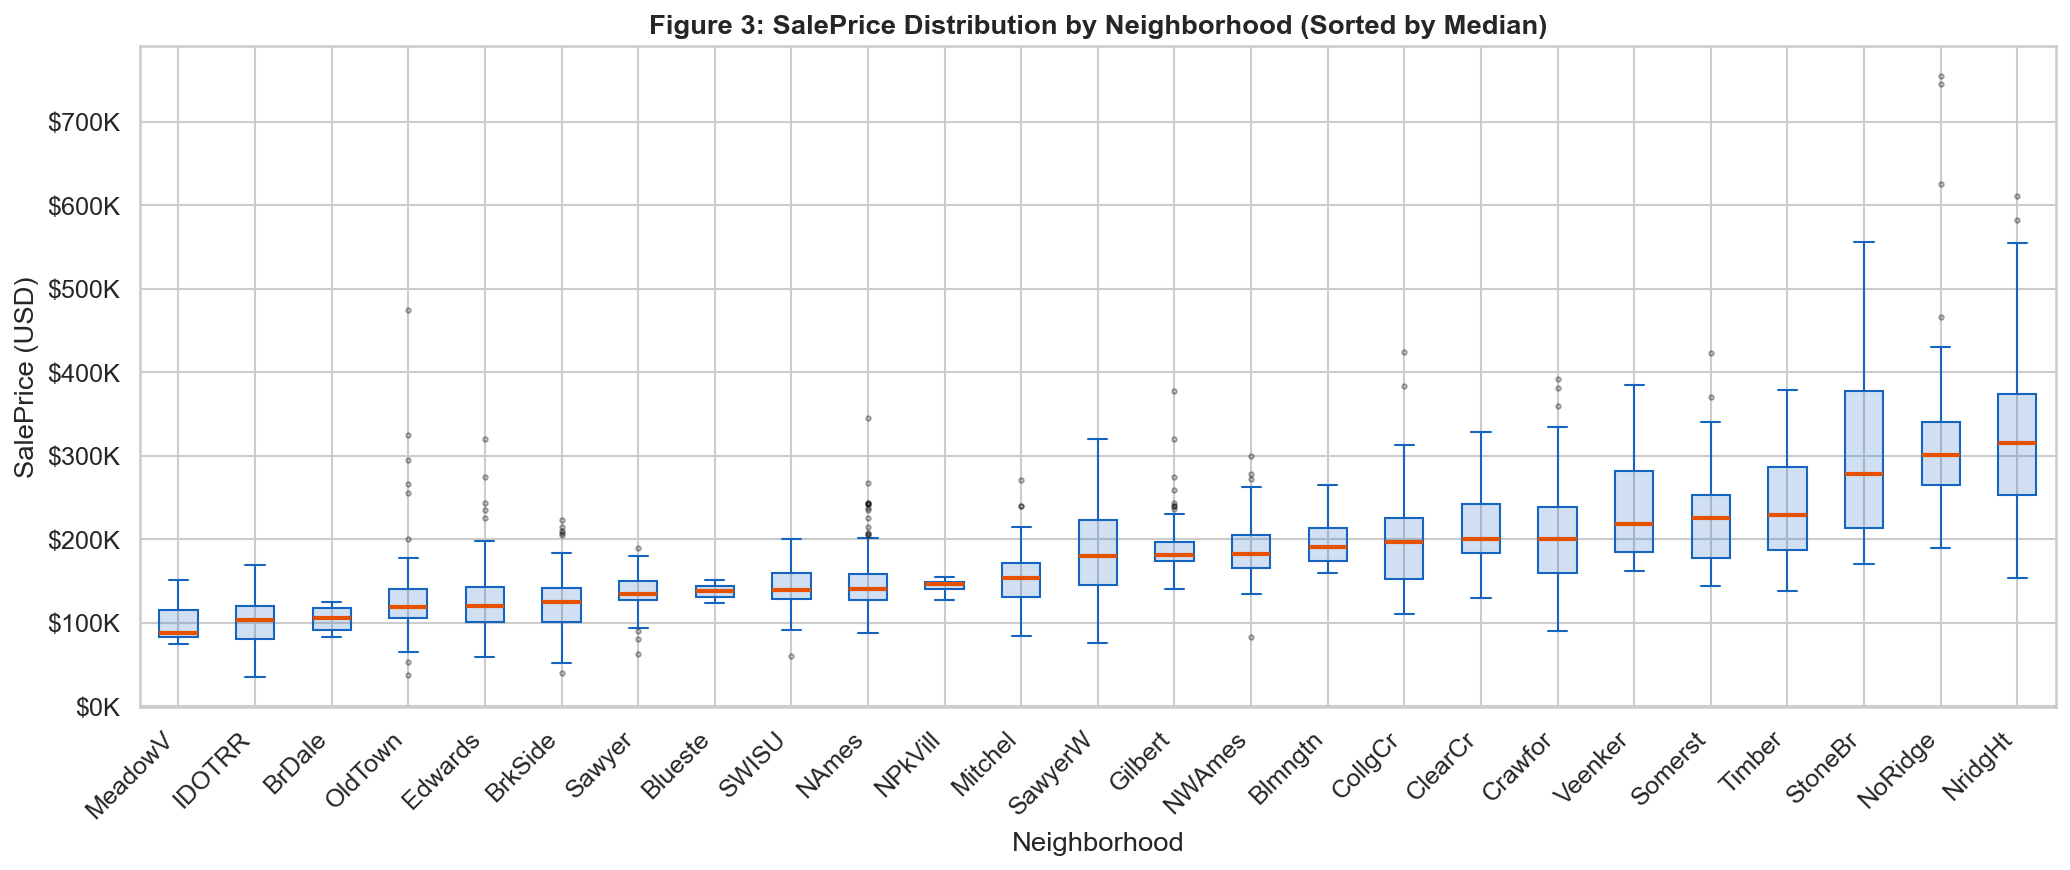 Figure 3: SalePrice Distribution by Neighborhood (Sorted by Median)
SalePrice (USD)
$700K
$600K
$500K
$400K
$300K
$200K
$100K
$0K
MeadowV
IDOTRR
BrDale
OldTown
Edwards
BrkSide
Sawyer
Blueste
SWISU
NAmes
NPkVill
Mitchel
SawyerW
Gilbert
NWAmes
Blmngtn
CollgCr
ClearCr
Crawfor
Veenker
Somerst
Timber
StoneBr
NoRidge
NridgHt
Neighborhood